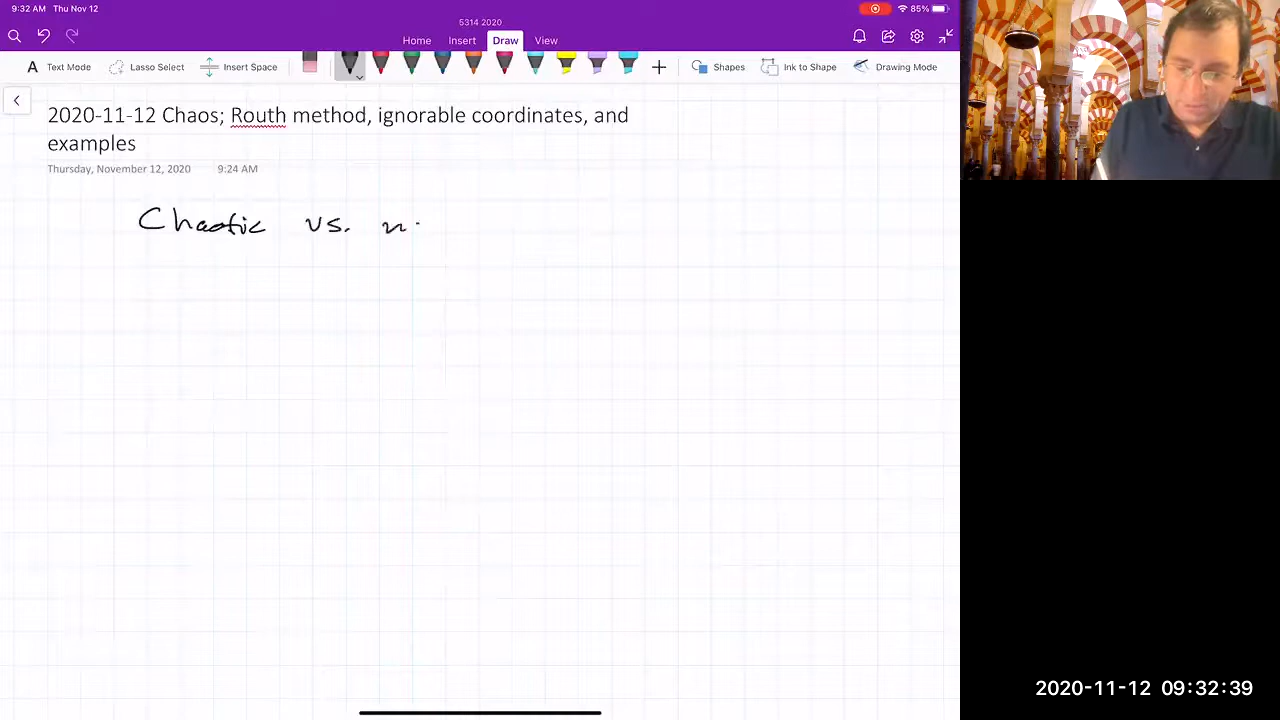 9:32 AM Thu Nov 12 85%
5314 2020
Home Insert Draw View
A Text Mode Lasso Select Insert Space Shapes Ink to Shape Drawing Mode
2020-11-12 Chaos; Routh method, ignorable coordinates, and
examples
Thursday, November 12, 2020 9:24 AM
Chaotic vs.
2020-11-12 09:32:39